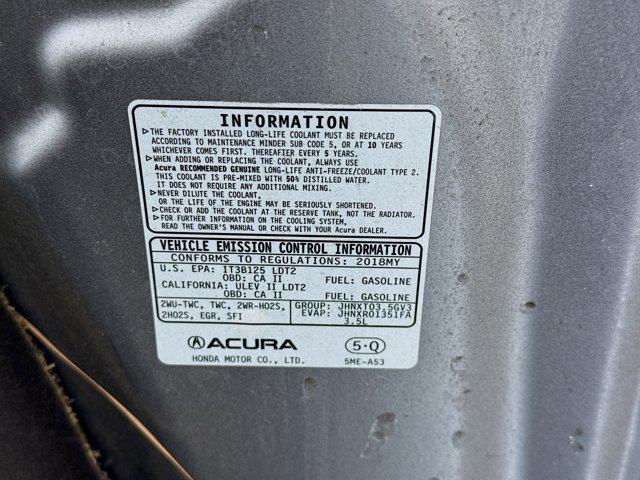 INFORMATION
▷THE FACTORY INSTALLED LONG-LIFE COOLANT MUST BE REPLACED
ACCORDING TO MAINTENANCE MINDER SUB CODE 5, OR AT 10 YEARS
WHICHEVER COMES FIRST. THEREAFTER EVERY 5 YEARS.
▷WHEN ADDING OR REPLACING THE COOLANT, ALWAYS USE
Acura RECOMMENDED GENUINE LONG-LIFE ANTI-FREEZE/COOLANT TYPE 2.
THIS COOLANT IS PRE-MIXED WITH 50% DISTILLED WATER.
IT DOES NOT REQUIRE ANY ADDITIONAL MIXING.
▷NEVER DILUTE THE COOLANT,
OR THE LIFE OF THE ENGINE MAY BE SERIOUSLY SHORTENED.
▷CHECK OR ADD THE COOLANT AT THE RESERVE TANK, NOT THE RADIATOR.
▷FOR FURTHER INFORMATION ON THE COOLING SYSTEM,
READ THE OWNER'S MANUAL OR CHECK WITH YOUR Acura DEALER.
VEHICLE EMISSION CONTROL INFORMATION
CONFORMS TO REGULATIONS: 2018MY
U.S. EPA: 1T3B125 LDT2
OBD: CA II FUEL: GASOLINE
CALIFORNIA: ULEV II LDT2
OBD: CA II FUEL: GASOLINE
2WU-TWC, TWC, 2WR-HO2S, GROUP: JHNXT03.5GV3
2HO2S, EGR, SFI EVAP: JHNXR0135IFA
3.5L
ACURA 5-Q
HONDA MOTOR CO., LTD. 5ME-A53